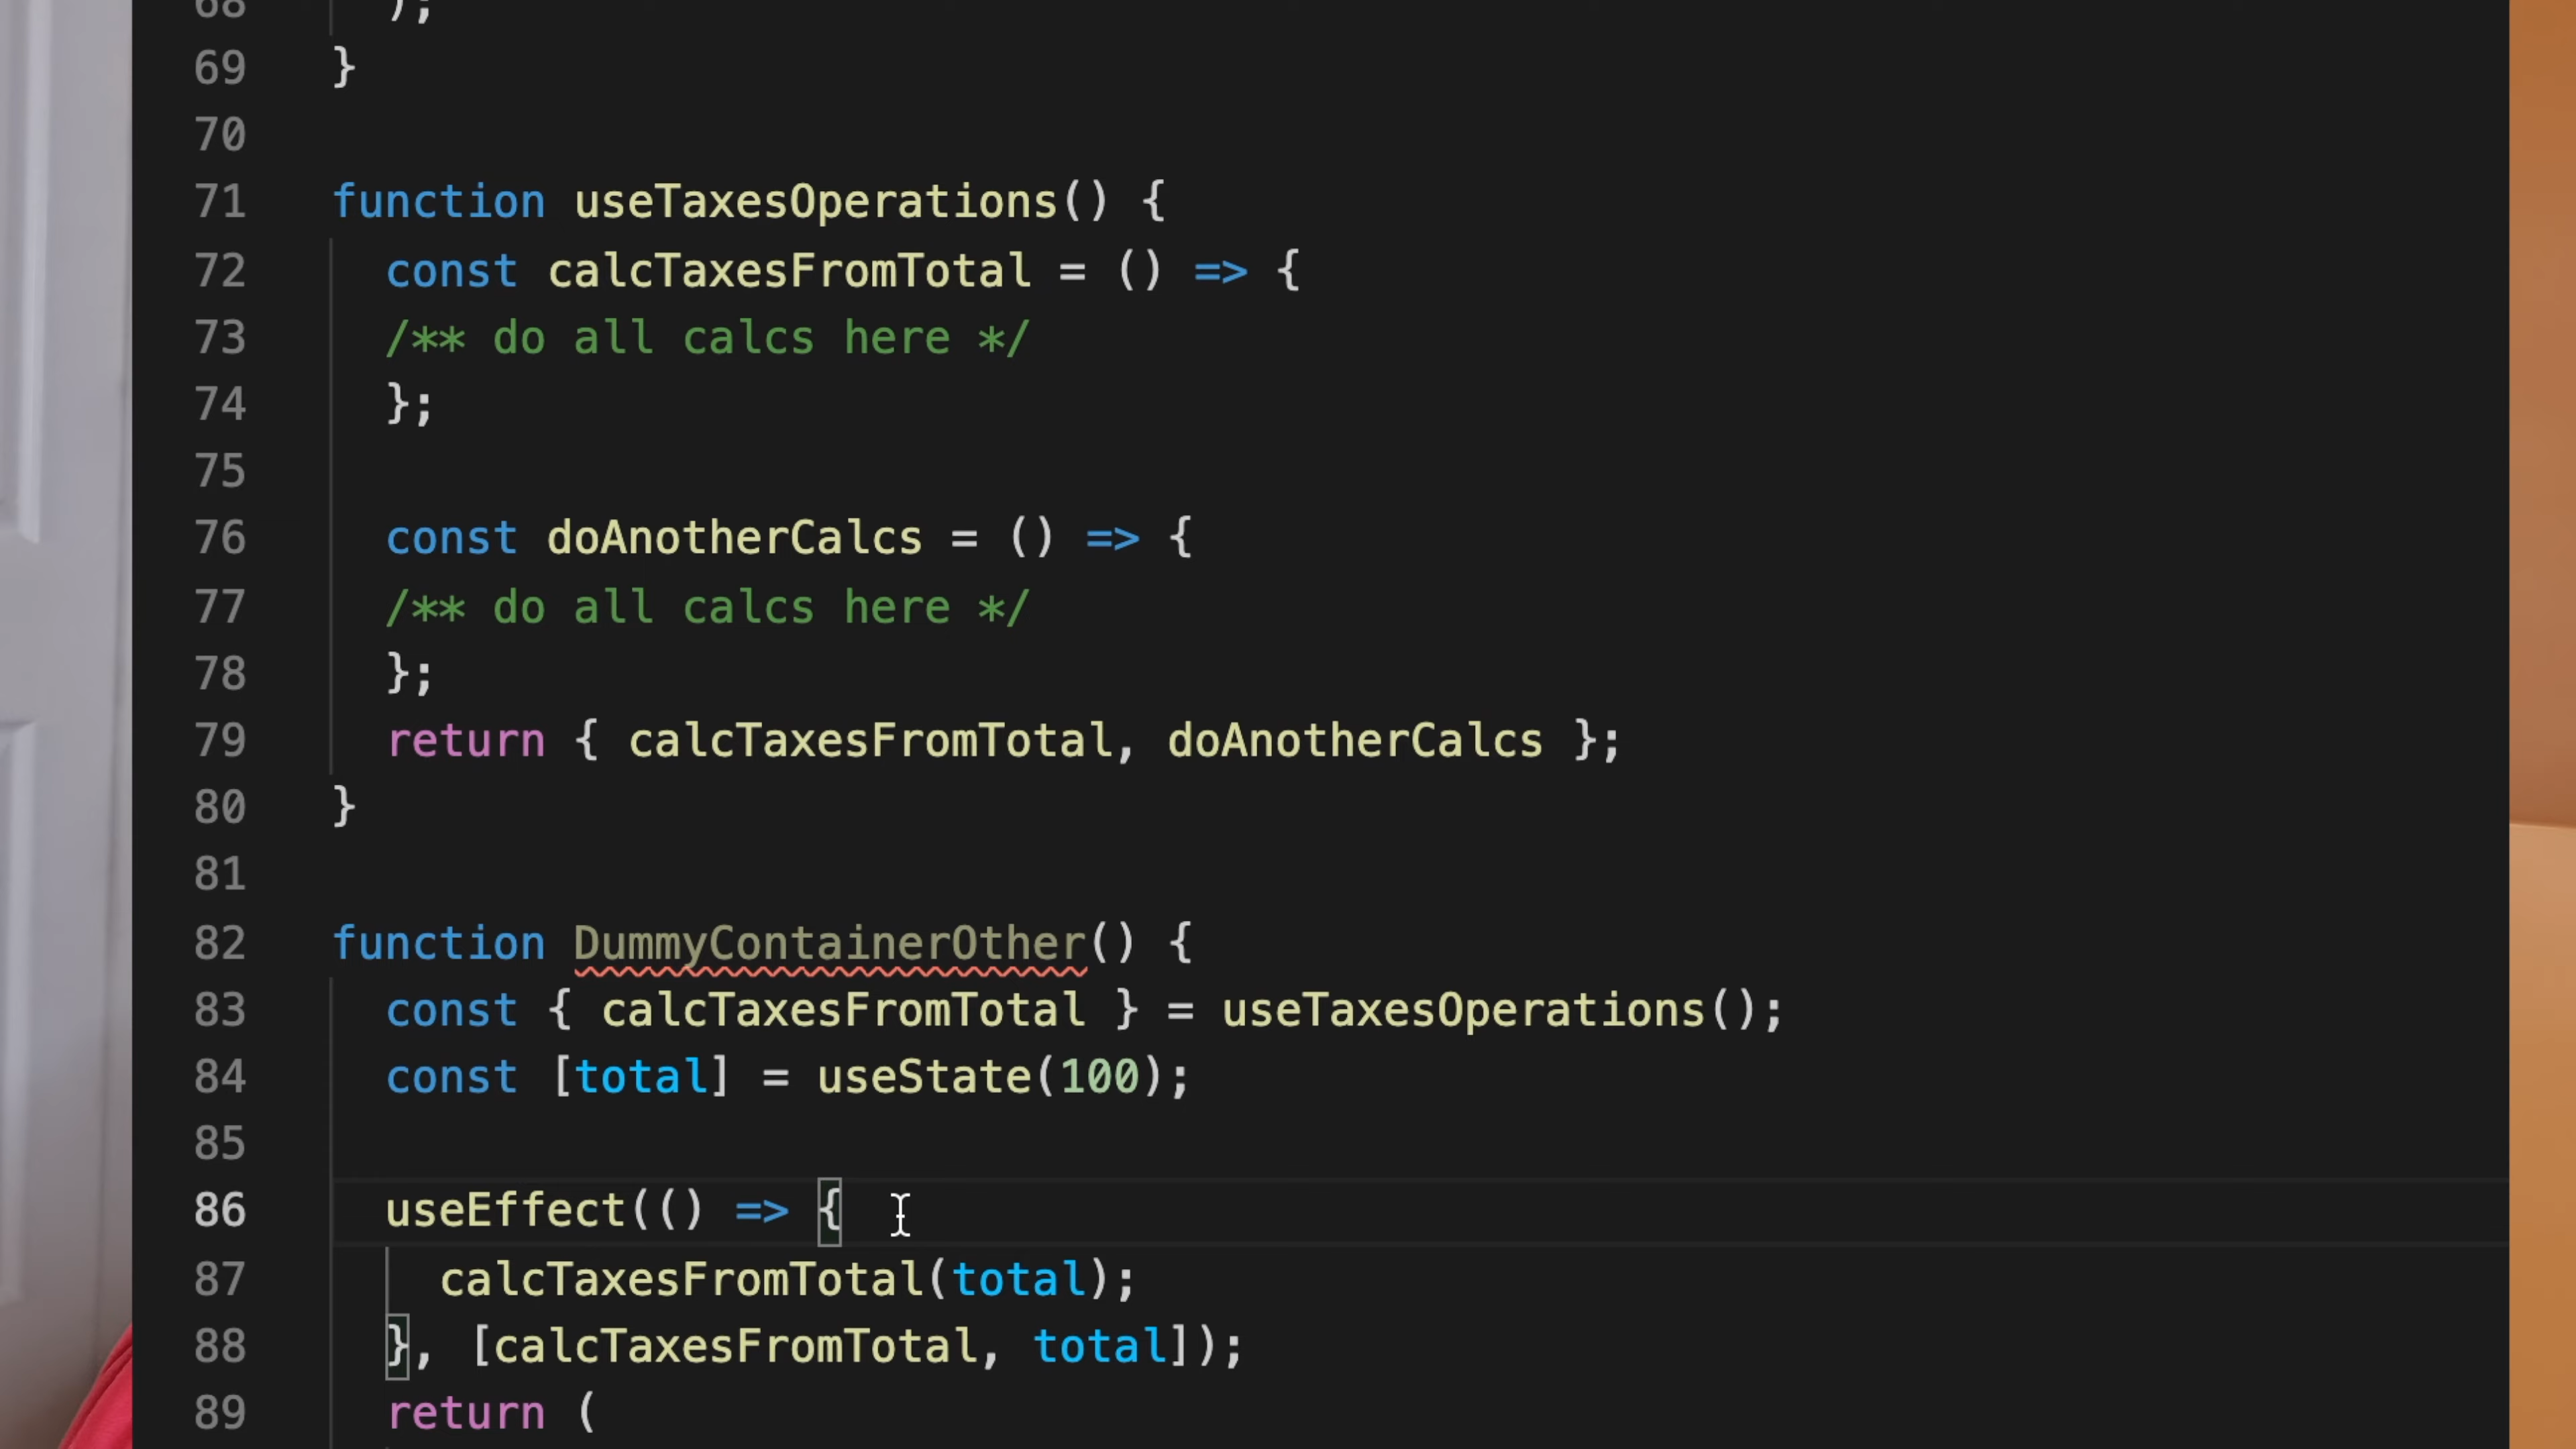 68 );
69 }
70
71 function useTaxesOperations() {
72 const calcTaxesFromTotal = () => {
73 /** do all calcs here */
74 };
75
76 const doAnotherCalcs = () => {
77 /** do all calcs here */
78 };
79 return { calcTaxesFromTotal, doAnotherCalcs };
80 }
81
82 function DummyContainerOther() {
83 const { calcTaxesFromTotal } = useTaxesOperations();
84 const [total] = useState(100);
85
86 useEffect(() => {
87 calcTaxesFromTotal(total);
88 }, [calcTaxesFromTotal, total]);
89 return (